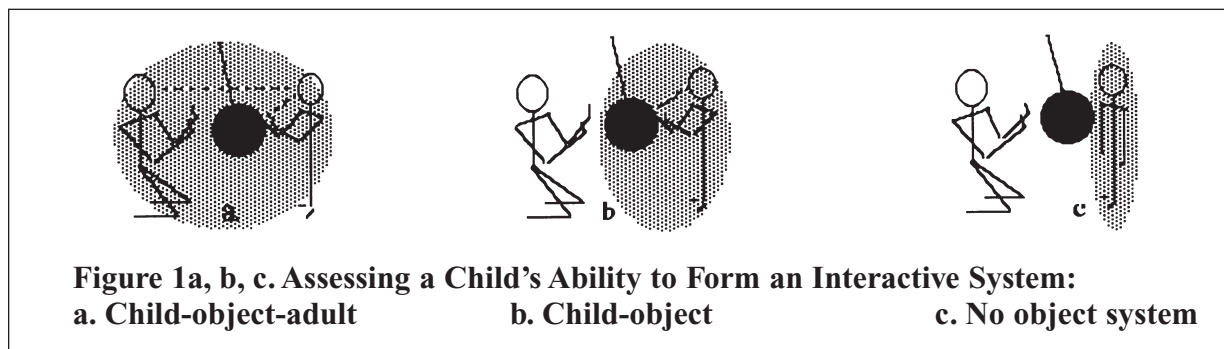 a b c
Figure 1a, b, c. Assessing a Child’s Ability to Form an Interactive System:
a. Child-object-adult b. Child-object c. No object system